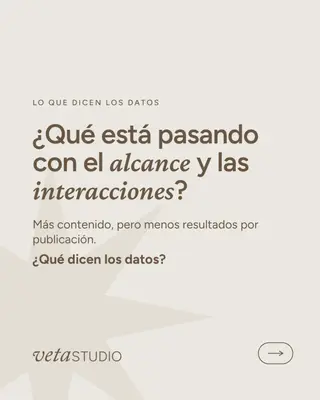 LO QUE DICEN LOS DATOS
¿Qué está pasando
con el alcance y las
interacciones?
Más contenido, pero menos resultados por
publicación.
¿Qué dicen los datos?
vetaSTUDIO